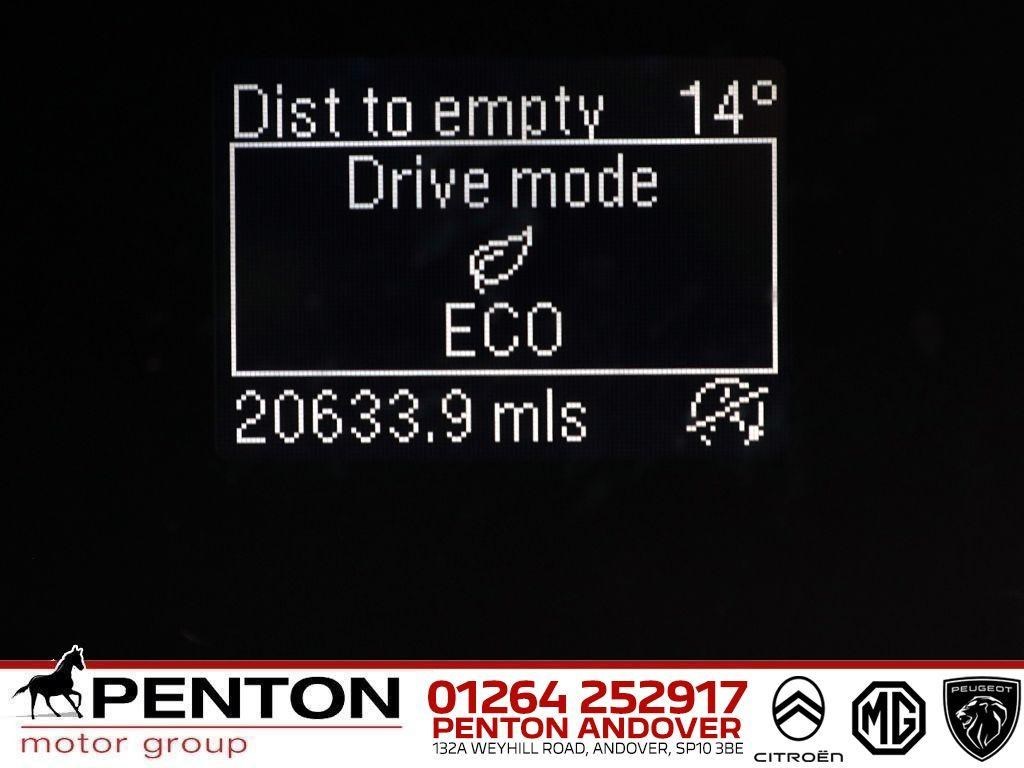 Dist to empty 14°
Drive mode
ECO
20633.9 mls
PENTON
motor group
01264 252917
PENTON ANDOVER
132A WEYHILL ROAD, ANDOVER, SP10 3BE
CITROËN
MG
PEUGEOT